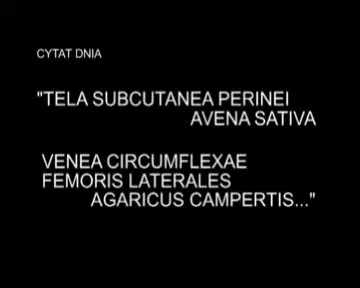 CYTAT DNIA
"TELA SUBCUTANEA PERINEI
AVENA SATIVA
VENEA CIRCUMFLEXAE
FEMORIS LATERALES
AGARICUS CAMPERTIS..."